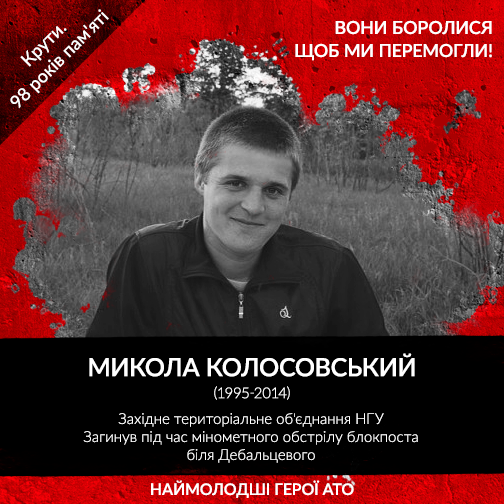 Крути.
98 років пам'яті
ВОНИ БОРОЛИСЯ
ЩОБ МИ ПЕРЕМОГЛИ!
МИКОЛА КОЛОСОВСЬКИЙ
(1995-2014)
Західне територіальне об'єднання НГУ
Загинув під час мінометного обстрілу блокпоста
біля Дебальцевого
НАЙМОЛОДШІ ГЕРОЇ АТО